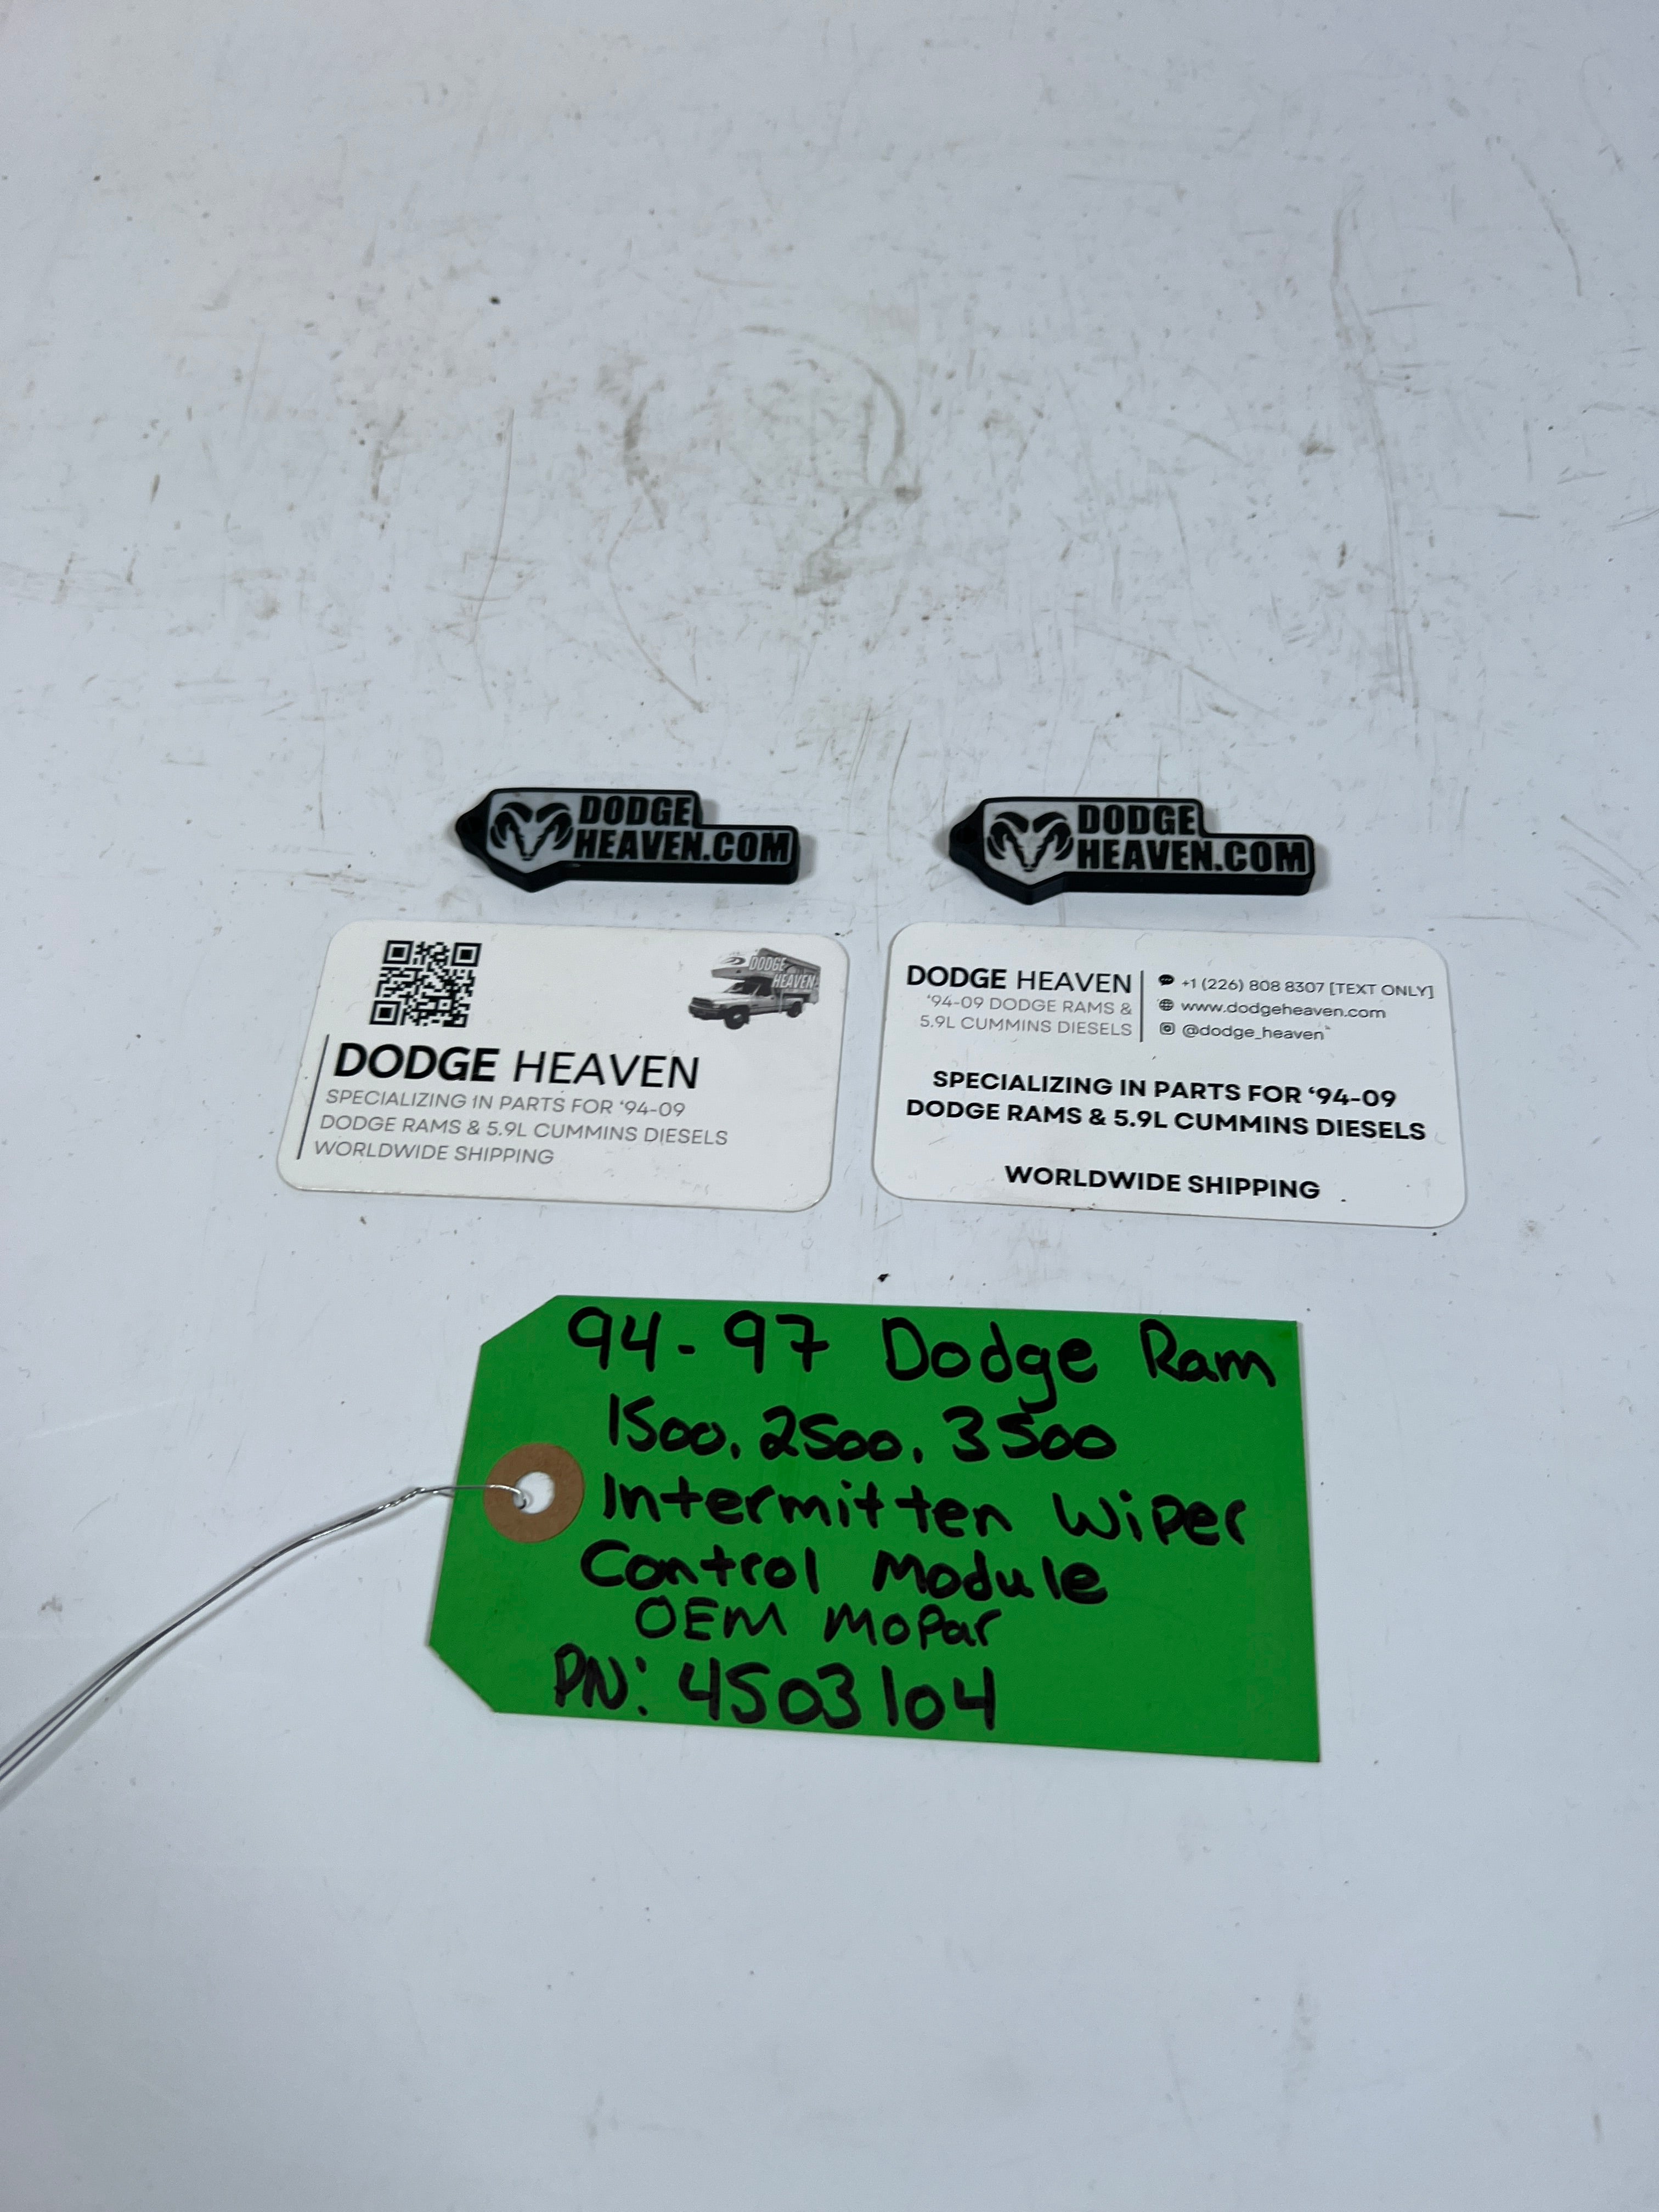 DODGE
HEAVEN.COM
DODGE
HEAVEN.COM
DODGE
HEAVEN
DODGE HEAVEN
SPECIALIZING IN PARTS FOR ‘94-09
DODGE RAMS & 5.9L CUMMINS DIESELS
WORLDWIDE SHIPPING
DODGE HEAVEN
‘94-09 DODGE RAMS &
5.9L CUMMINS DIESELS
+1 (226) 808 8307 [TEXT ONLY]
www.dodgeheaven.com
@dodge_heaven
SPECIALIZING IN PARTS FOR ‘94-09
DODGE RAMS & 5.9L CUMMINS DIESELS
WORLDWIDE SHIPPING
94-97 Dodge Ram
1500, 2500, 3500
Intermitten Wiper
Control Module
OEM Mopar
PN: 4503104